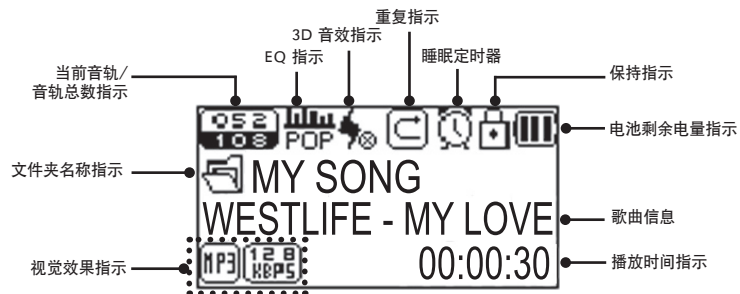 重复指示
3D 音效指示
EQ 指示
睡眠定时器
当前音轨/
音轨总数指示
保持指示
052
108
POP
电池剩余电量指示
文件夹名称指示
MY SONG
WESTLIFE - MY LOVE
歌曲信息
视觉效果指示
MP3
128
KBPS
00:00:30
播放时间指示